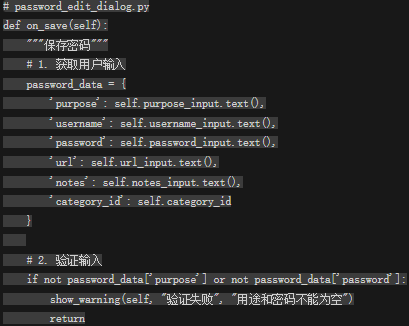 # password_edit_dialog.py
def on_save(self):
    """保存密码"""
    # 1. 获取用户输入
    password_data = {
        'purpose': self.purpose_input.text(),
        'username': self.username_input.text(),
        'password': self.password_input.text(),
        'url': self.url_input.text(),
        'notes': self.notes_input.text(),
        'category_id': self.category_id
    }
    # 2. 验证输入
    if not password_data['purpose'] or not password_data['password']:
        show_warning(self, "验证失败", "用途和密码不能为空")
        return